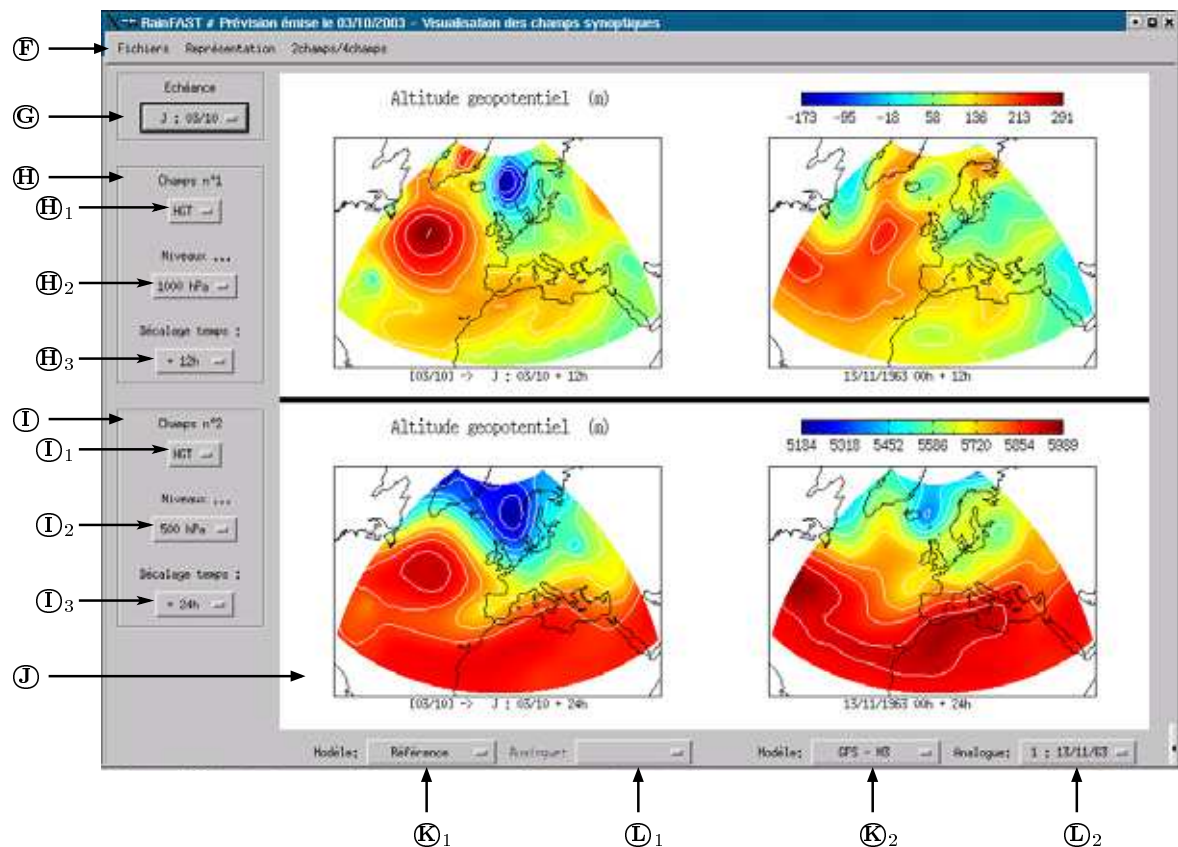 RainFAST # Prévision émise le 03/10/2003 - Visualisation des champs synoptiques
Fichiers Représentation 2champs/4champs
Ⓕ
Echéance
J : 03/10
Ⓖ
Ⓗ
Champs n°1
HGT
Ⓗ1
Niveaux ...
1000 hPa
Ⓗ2
Décalage temps :
+ 12h
Ⓗ3
Ⓘ
Champs n°2
HGT
Ⓘ1
Niveaux ...
500 hPa
Ⓘ2
Décalage temps :
+ 24h
Ⓘ3
Ⓙ
Altitude geopotentiel (m)
-173 -95 -18 58 136 213 291
[03/10] -> J : 03/10 + 12h
13/11/1963 00h + 12h
Altitude geopotentiel (m)
5184 5318 5452 5586 5720 5854 5989
[03/10] -> J : 03/10 + 24h
13/11/1963 00h + 24h
Modèle: Référence Analogue: Modèle: GFS - N3 Analogue: 1 : 13/11/63
Ⓚ1 Ⓛ1 Ⓚ2 Ⓛ2